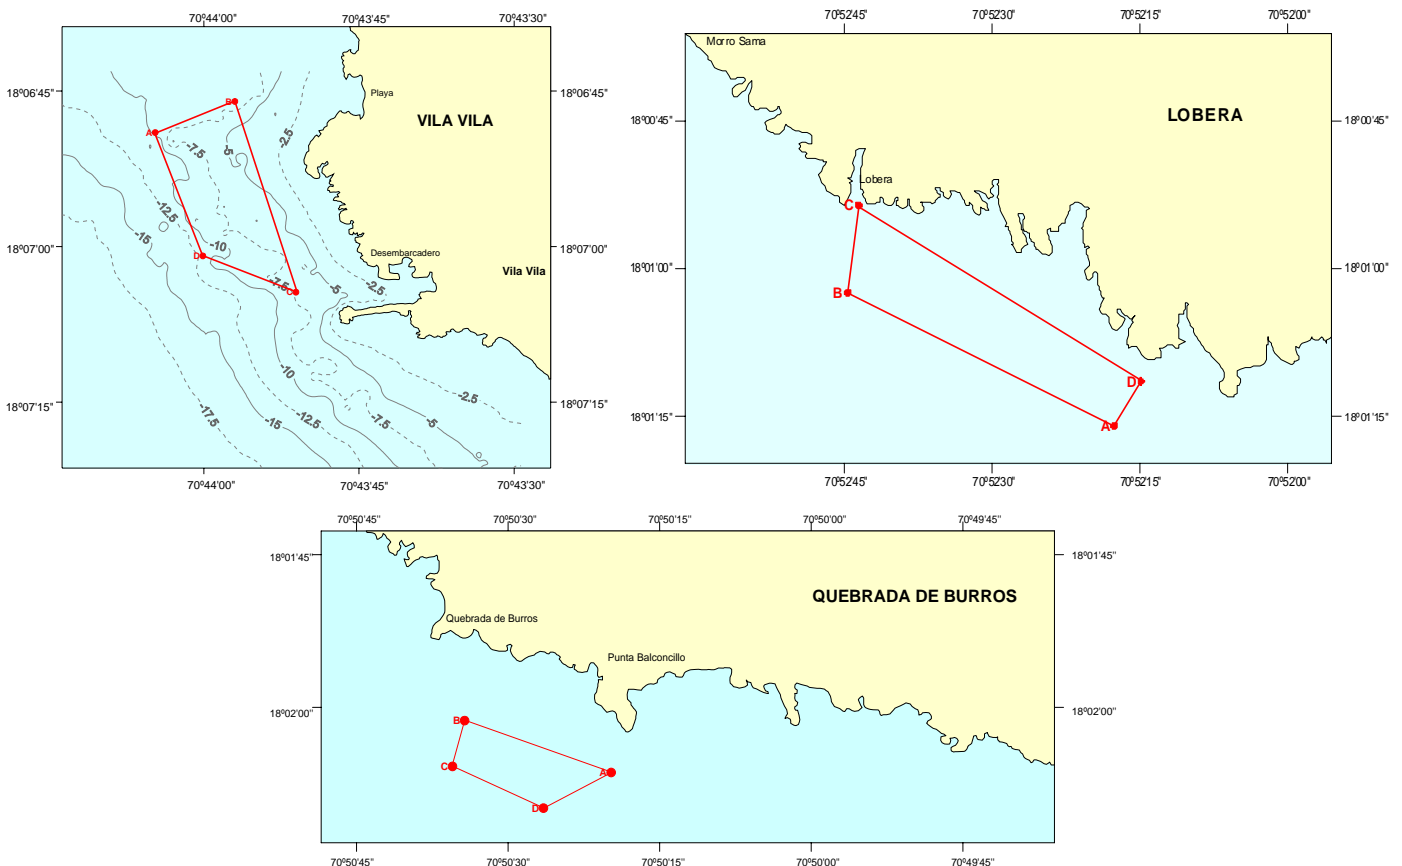 70º44'00"
70º43'45"
70º43'30"
18º06'45"
18º06'45"
Playa
VILA VILA
B
A
-2.5
-5
-7.5
-12.5
-15
-10
18º07'00"
18º07'00"
Desembarcadero
Vila Vila
D
-7.5
C
-5
-2.5
-10
-2.5
18º07'15"
18º07'15"
-17.5
-15
-12.5
-7.5
-5
70º44'00"
70º43'45"
70º43'30"
70º52'45"
70º52'30"
70º52'15"
70º52'00"
Morro Sama
LOBERA
18º00'45"
18º00'45"
Lobera
C
18º01'00"
18º01'00"
B
D
18º01'15"
18º01'15"
A
70º52'45"
70º52'30"
70º52'15"
70º52'00"
70º50'45"
70º50'30"
70º50'15"
70º50'00"
70º49'45"
18º01'45"
18º01'45"
QUEBRADA DE BURROS
Quebrada de Burros
Punta Balconcillo
18º02'00"
18º02'00"
B
C
A
D
70º50'45"
70º50'30"
70º50'15"
70º50'00"
70º49'45"